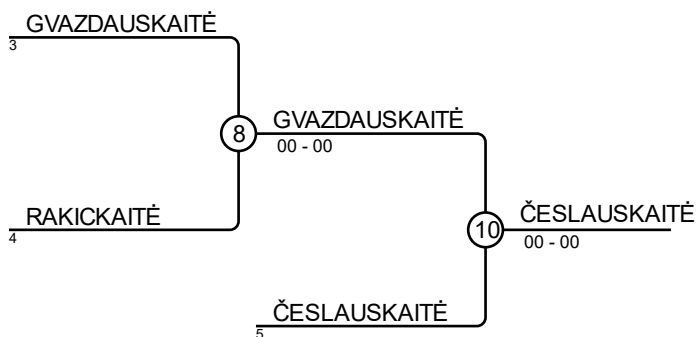 GVAZDAUSKAITĖ
3
8
GVAZDAUSKAITĖ
00 - 00
RAKICKAITĖ
4
10
ČESLAUSKAITĖ
00 - 00
ČESLAUSKAITĖ
5